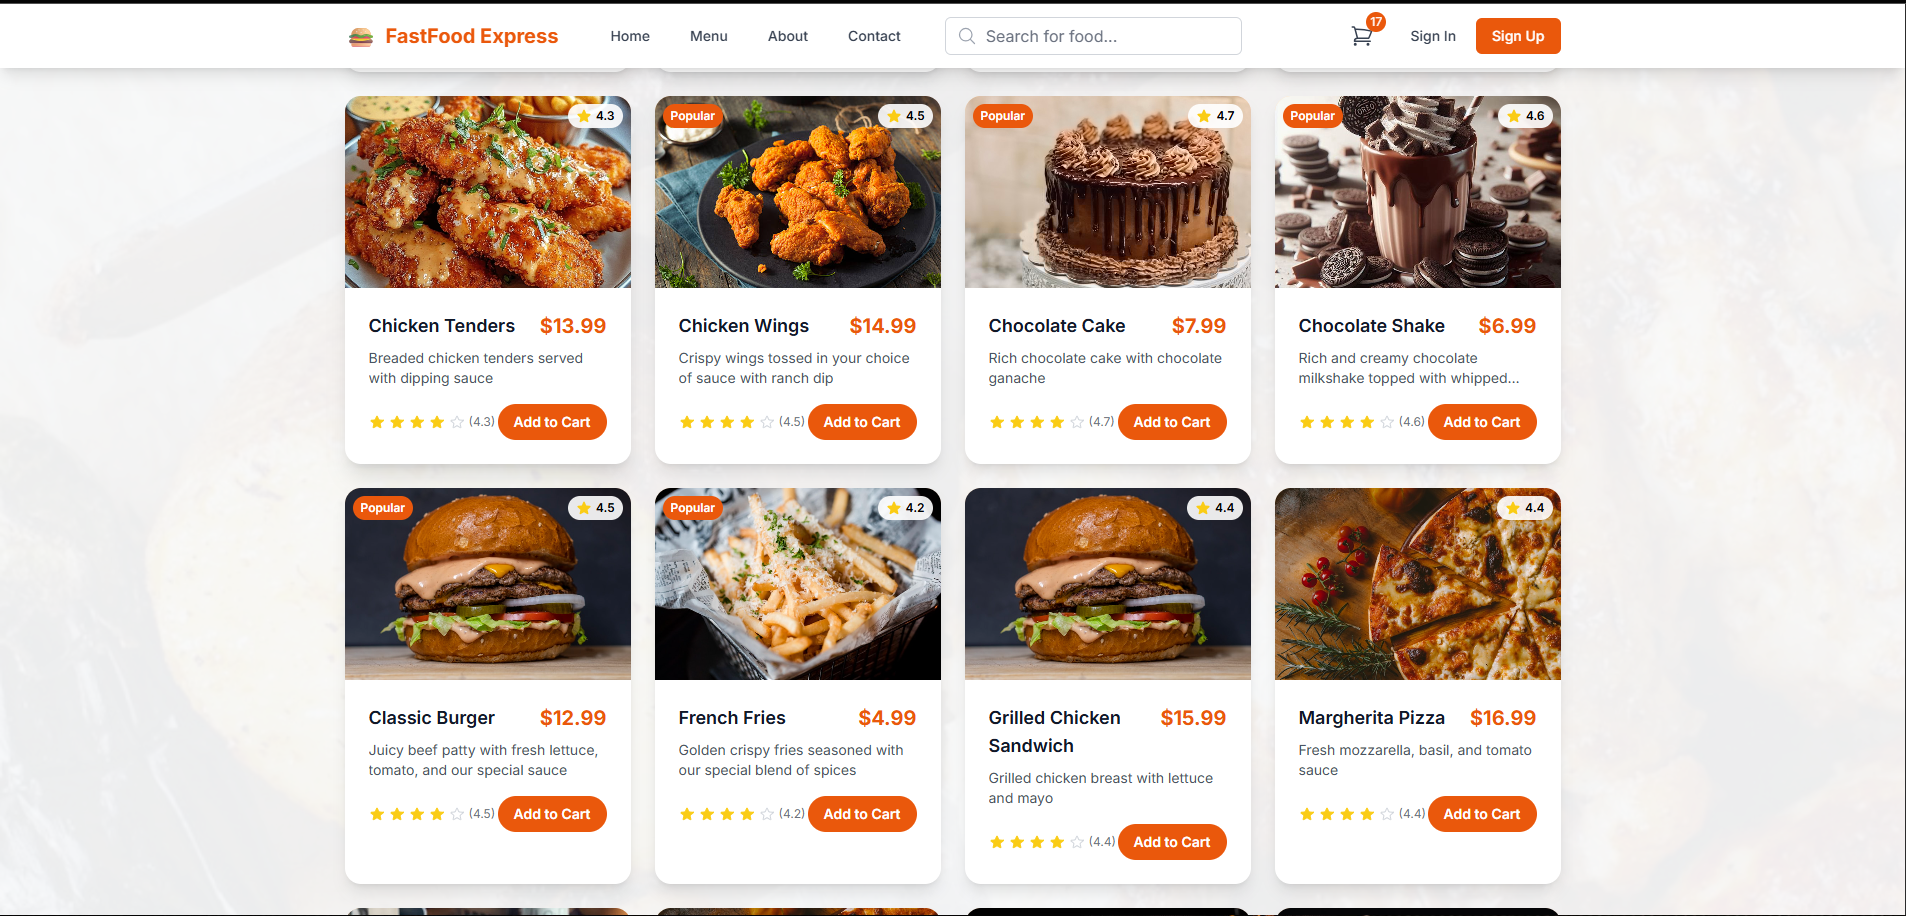 FastFood Express
Home
Menu
About
Contact
Search for food...
17
Sign In
Sign Up
4.3
Popular
4.5
Popular
4.7
Popular
4.6
Chicken Tenders
$13.99
Breaded chicken tenders served
with dipping sauce
(4.3)
Add to Cart
Chicken Wings
$14.99
Crispy wings tossed in your choice
of sauce with ranch dip
(4.5)
Add to Cart
Chocolate Cake
$7.99
Rich chocolate cake with chocolate
ganache
(4.7)
Add to Cart
Chocolate Shake
$6.99
Rich and creamy chocolate
milkshake topped with whipped...
(4.6)
Add to Cart
Popular
4.5
Popular
4.2
4.4
4.4
Classic Burger
$12.99
Juicy beef patty with fresh lettuce,
tomato, and our special sauce
(4.5)
Add to Cart
French Fries
$4.99
Golden crispy fries seasoned with
our special blend of spices
(4.2)
Add to Cart
Grilled Chicken
Sandwich
$15.99
Grilled chicken breast with lettuce
and mayo
(4.4)
Add to Cart
Margherita Pizza
$16.99
Fresh mozzarella, basil, and tomato
sauce
(4.4)
Add to Cart